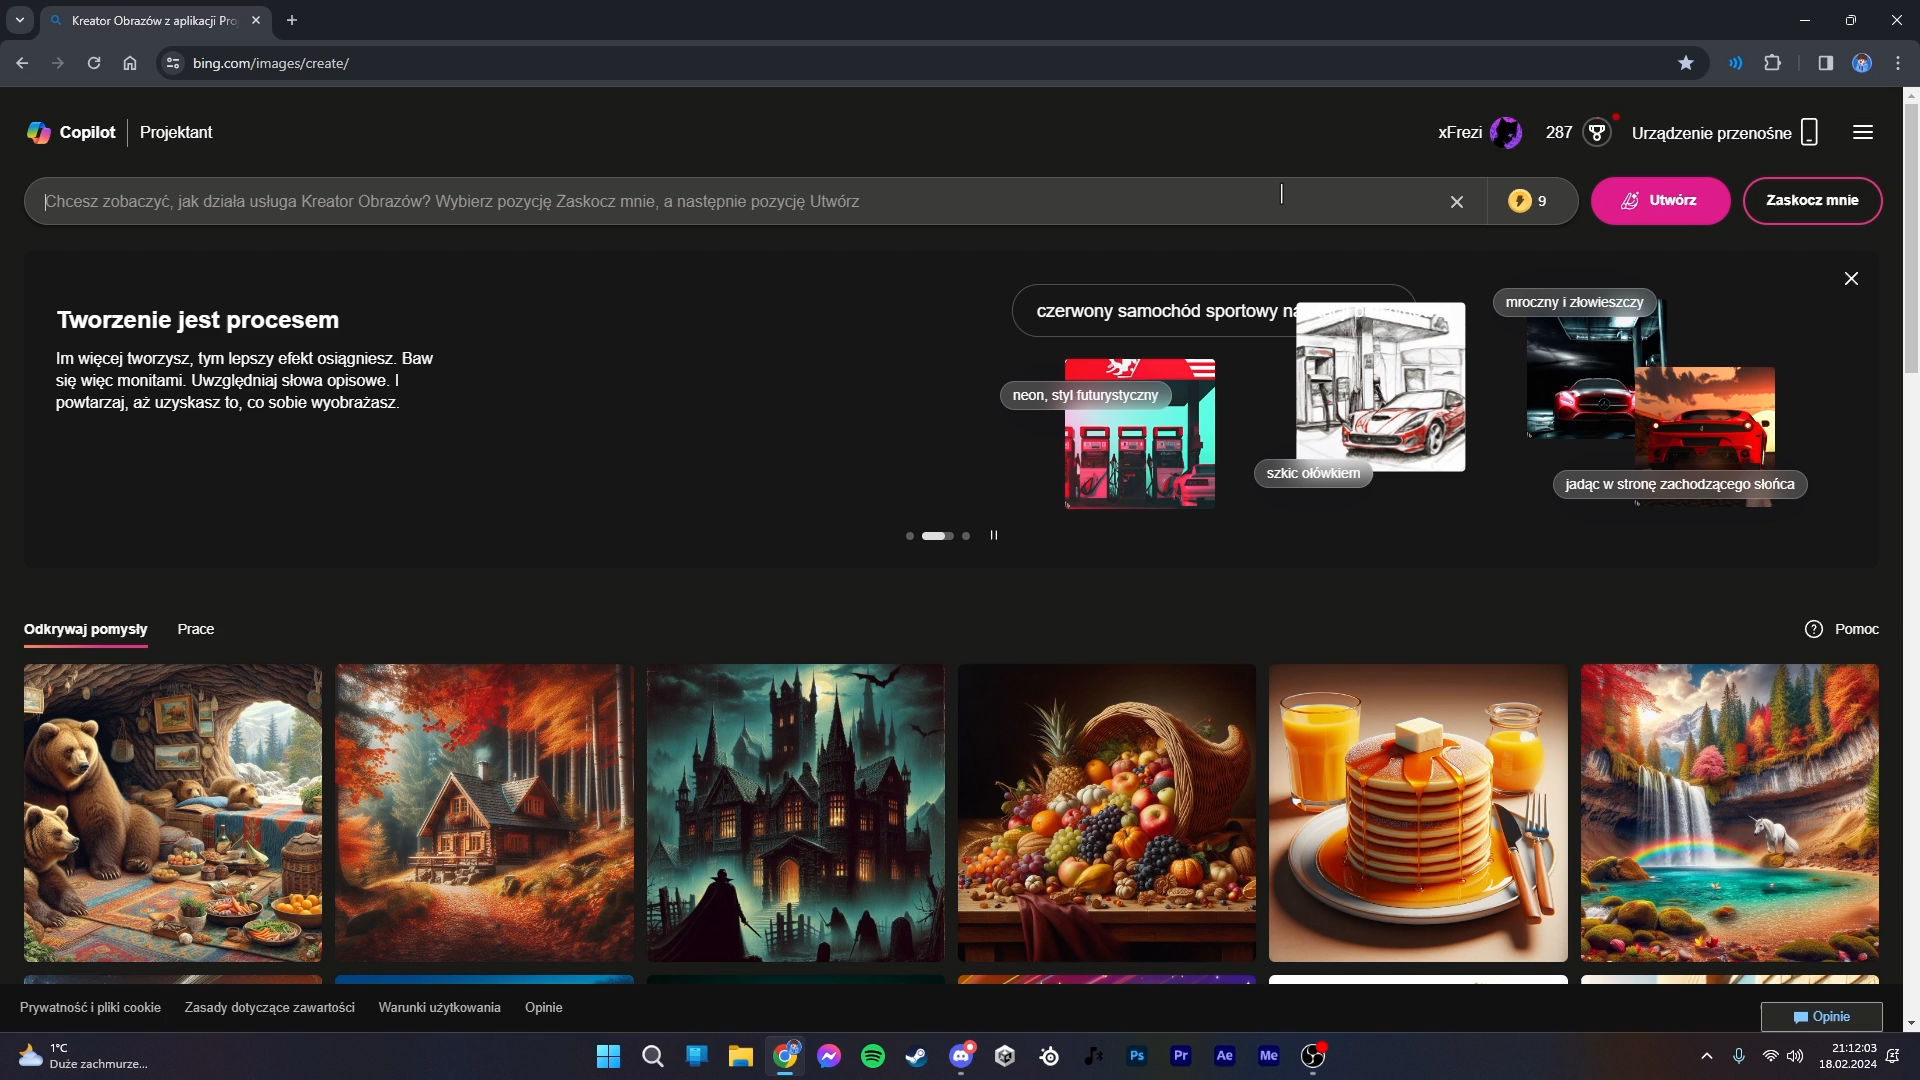 Kreator Obrazów z aplikacji Pro
bing.com/images/create/
Copilot
Projektant
xFrezi
287
Urządzenie przenośne
Chcesz zobaczyć, jak działa usługa Kreator Obrazów? Wybierz pozycję Zaskocz mnie, a następnie pozycję Utwórz
9
Utwórz
Zaskocz mnie
Tworzenie jest procesem
Im więcej tworzysz, tym lepszy efekt osiągniesz. Baw
się więc monitami. Uwzględniaj słowa opisowe. I
powtarzaj, aż uzyskasz to, co sobie wyobrażasz.
czerwony samochód sportowy na
mroczny i złowieszczy
neon, styl futurystyczny
szkic ołówkiem
jadąc w stronę zachodzącego słońca
Odkrywaj pomysły
Prace
Pomoc
Prywatność i pliki cookie
Zasady dotyczące zawartości
Warunki użytkowania
Opinie
Opinie
1°C
Duże zachmurze...
Ps
Pr
Ae
Me
21:12:03
18.02.2024